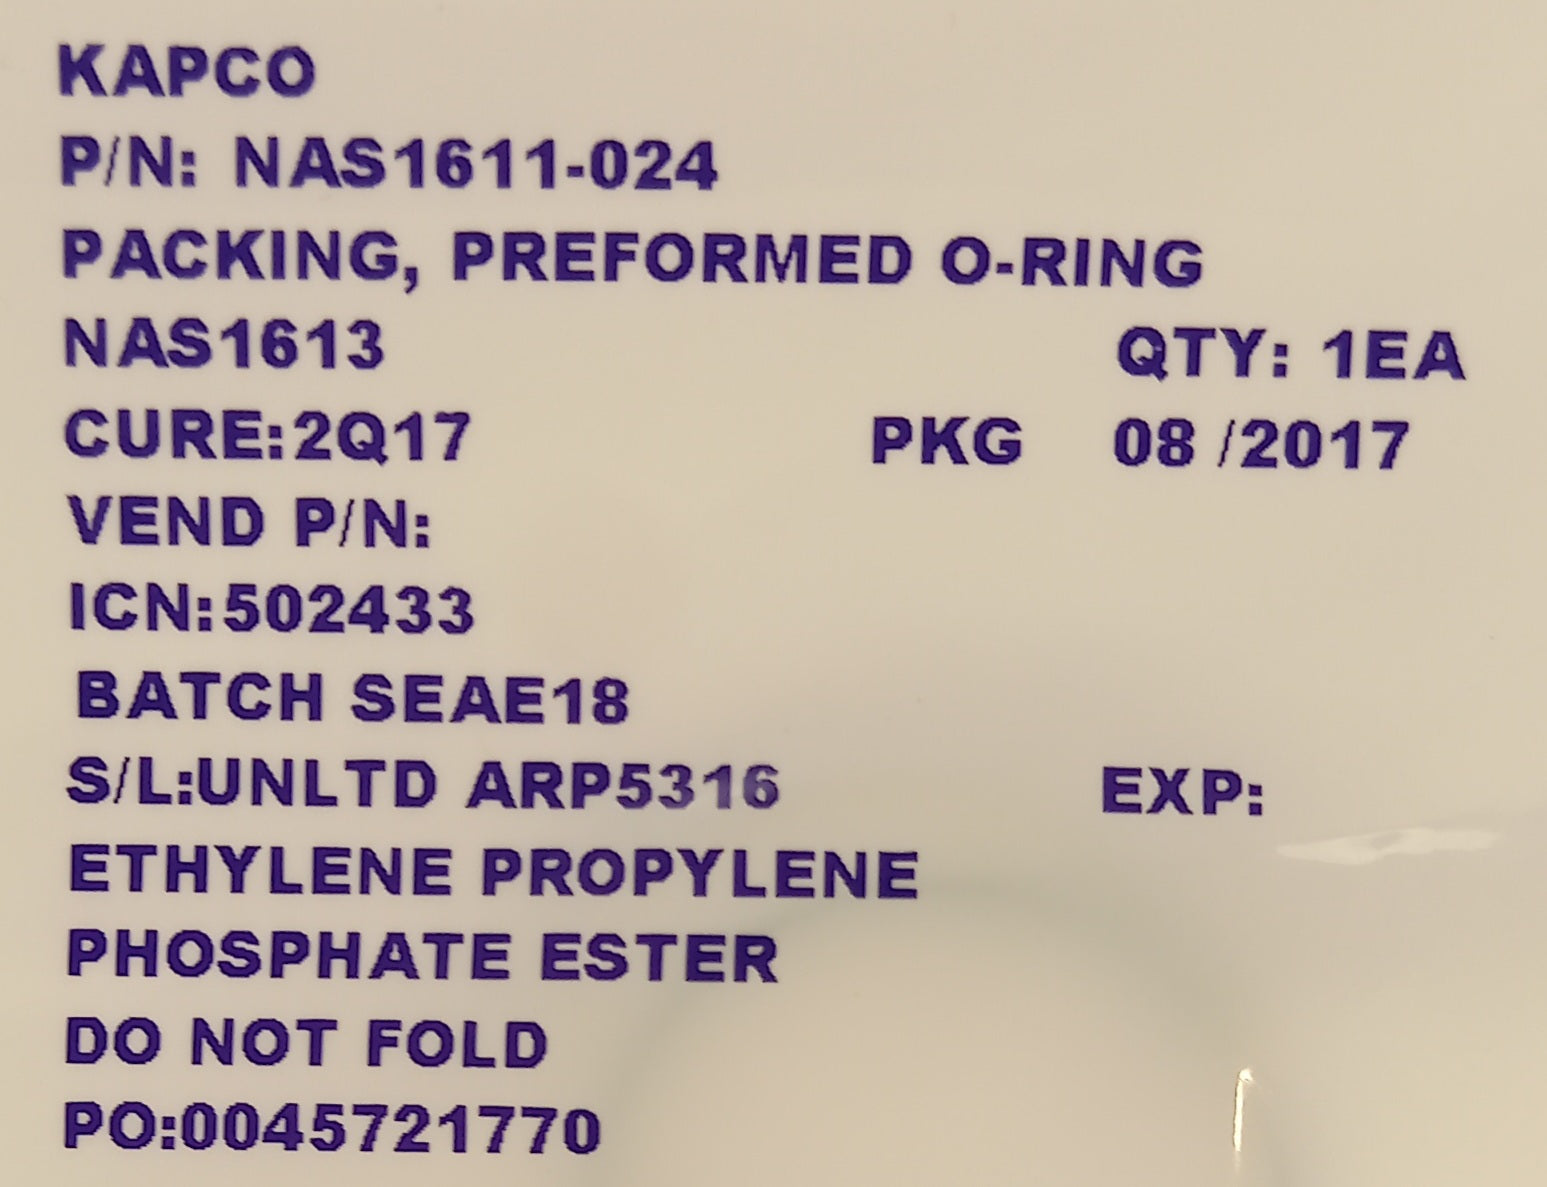 KAPCO
P/N: NAS1611-024
PACKING, PREFORMED O-RING
NAS1613 QTY: 1EA
CURE:2Q17 PKG 08 /2017
VEND P/N:
ICN:502433
BATCH SEAE18
S/L:UNLTD ARP5316 EXP:
ETHYLENE PROPYLENE
PHOSPHATE ESTER
DO NOT FOLD
PO:0045721770